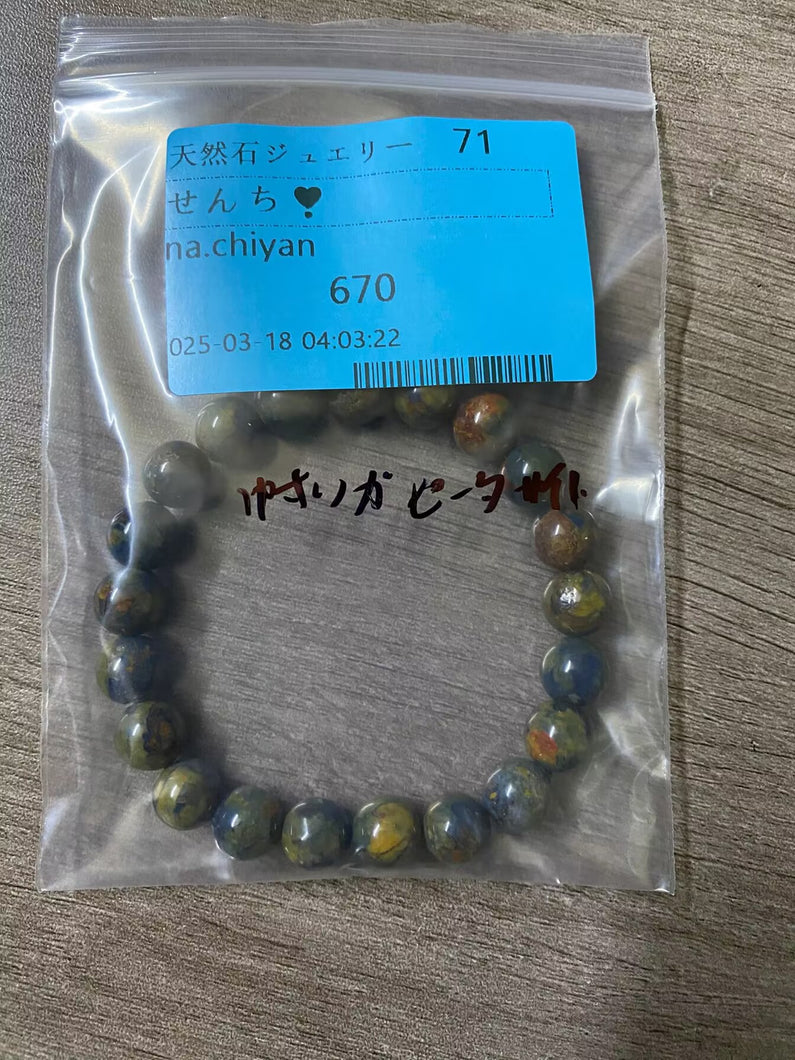 天然石ジュエリー 71
せんち❣
na.chiyan
670
025-03-18 04:03:22
ゆさりガピータサイト